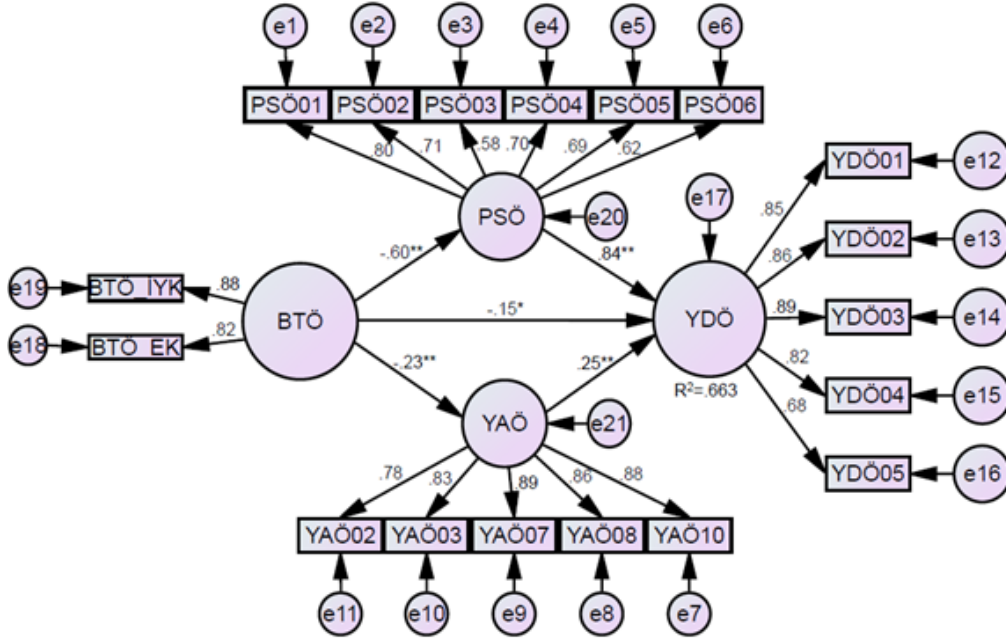 e1 e2 e3 e4 e5 e6
PSÖ01 PSÖ02 PSÖ03 PSÖ04 PSÖ05 PSÖ06
.80 .71 .58 .70 .69 .62
PSÖ
e20
e17
YDÖ01 e12
.85
YDÖ02 e13
.86
-.60** .84**
e19 BTÖ_İYK .88
BTÖ
-.15*
YDÖ
.89 YDÖ03 e14
e18 BTÖ_EK .82
-.23** .25**
R²=.663
.82 YDÖ04 e15
YAÖ
e21
.68 YDÖ05 e16
.78 .83 .89 .86 .88
YAÖ02 YAÖ03 YAÖ07 YAÖ08 YAÖ10
e11 e10 e9 e8 e7